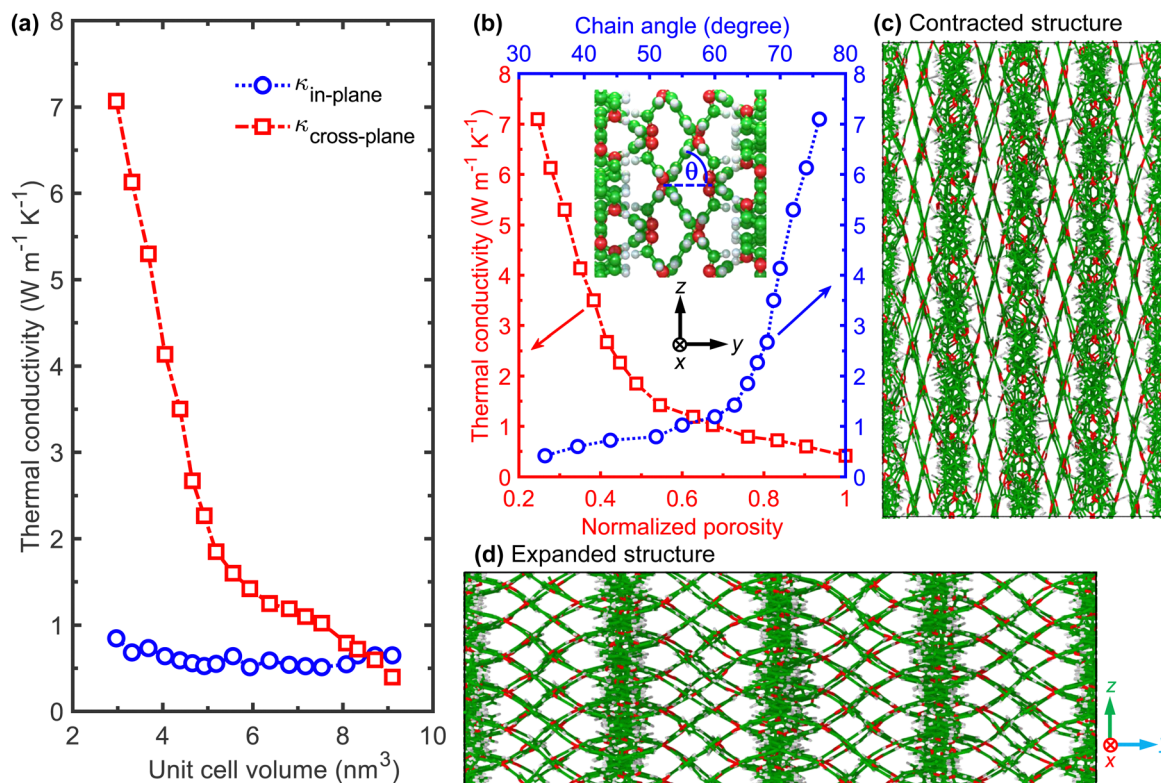 (a)
Thermal conductivity (W m⁻¹ K⁻¹)
8
7
6
5
4
3
2
1
0
2 4 6 8 10
Unit cell volume (nm³)
κin-plane
κcross-plane
(b)
Chain angle (degree)
30 40 50 60 70 80
Thermal conductivity (W m⁻¹ K⁻¹)
8
7
6
5
4
3
2
1
0
8
7
6
5
4
3
2
1
0
θ
z
y
x
0.2 0.4 0.6 0.8 1
Normalized porosity
(c) Contracted structure
(d) Expanded structure
z
x